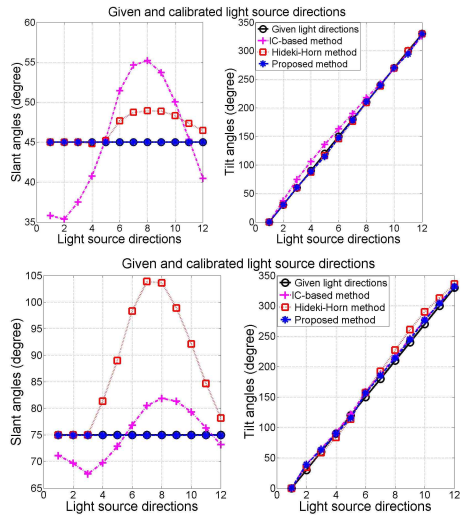 Given and calibrated light source directions
Slant angles (degree)
60
55
50
45
40
35
0 2 4 6 8 10 12
Light source directions
Tilt angles (degree)
350
300
250
200
150
100
50
0
0 2 4 6 8 10 12
Light source directions
Given light directions
IC-based method
Hideki-Horn method
Proposed method
Given and calibrated light source directions
Slant angles (degree)
105
100
95
90
85
80
75
70
65
0 2 4 6 8 10 12
Light source directions
Tilt angles (degree)
350
300
250
200
150
100
50
0
0 2 4 6 8 10 12
Light source directions
Given light directions
IC-based method
Hideki-Horn method
Proposed method